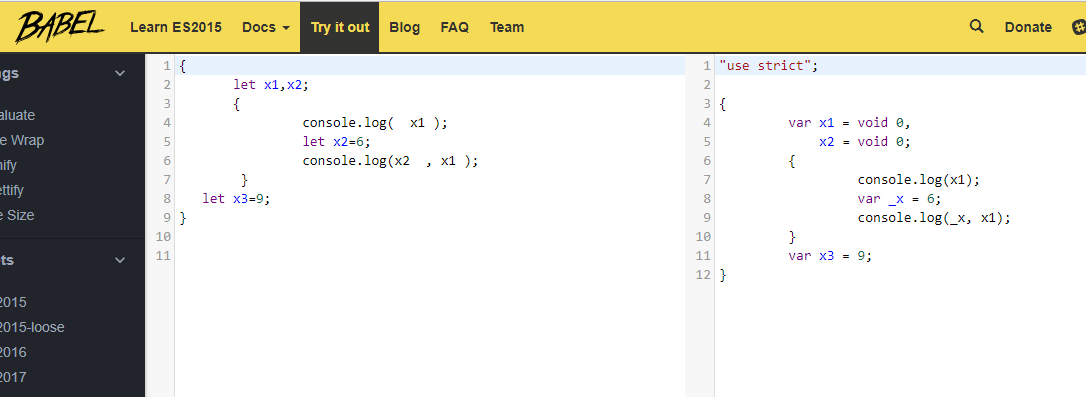 BABEL Learn ES2015 Docs Try it out Blog FAQ Team Donate
gs
aluate
e Wrap
nify
ettify
e Size
ts
2015
2015-loose
2016
2017
1 {
2 let x1,x2;
3 {
4 console.log( x1 );
5 let x2=6;
6 console.log(x2 , x1 );
7 }
8 let x3=9;
9 }
10
11
1 "use strict";
2
3 {
4 var x1 = void 0,
5 x2 = void 0;
6 {
7 console.log(x1);
8 var _x = 6;
9 console.log(_x, x1);
10 }
11 var x3 = 9;
12 }